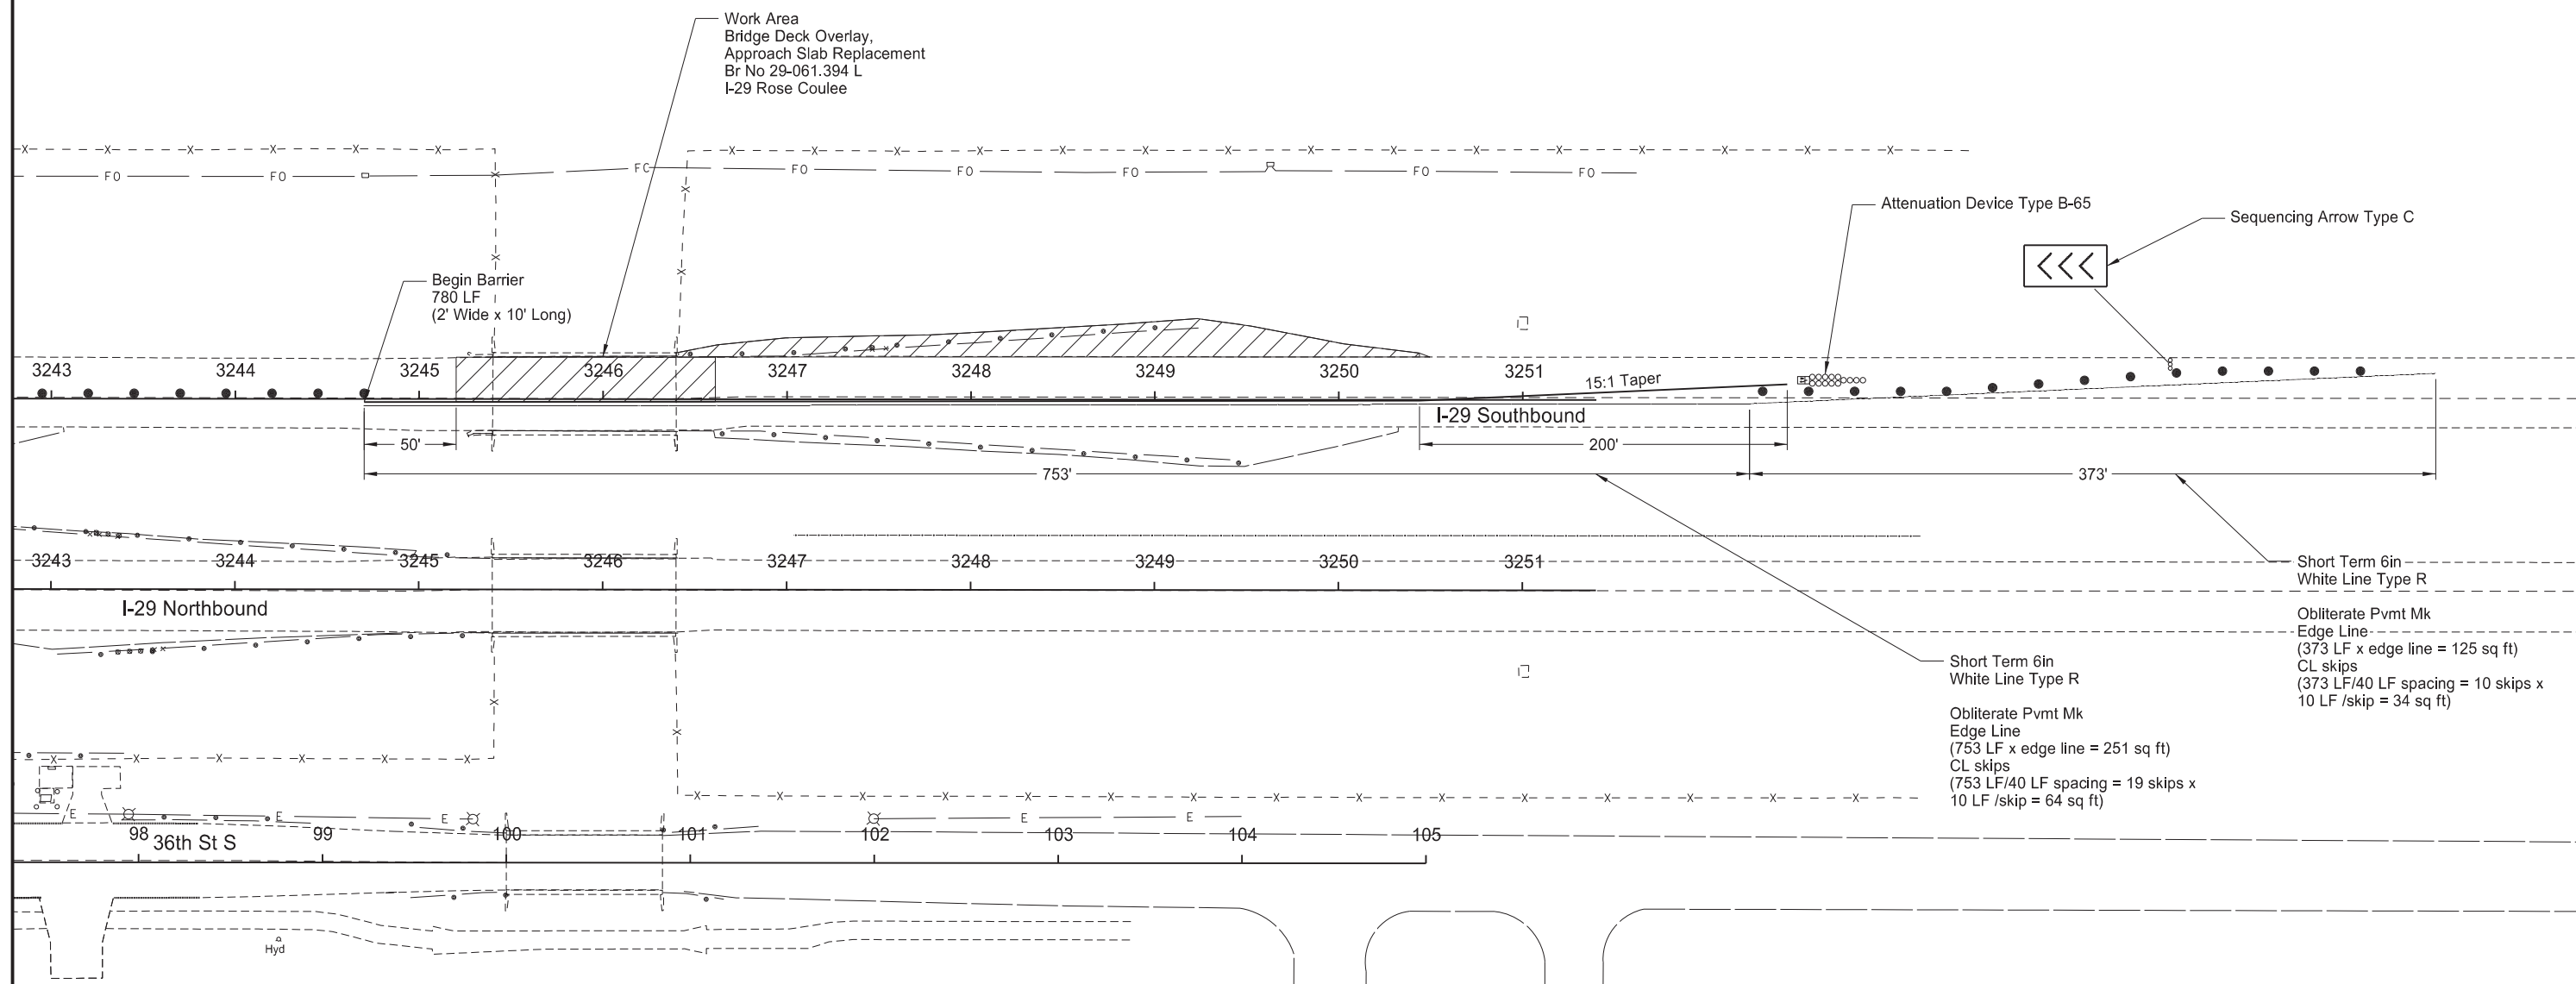 Work Area
Bridge Deck Overlay,
Approach Slab Replacement
Br No 29-061.394 L
I-29 Rose Coulee
X X X X X X X X X X X X X X X X X X X X X
FO FO FO FO FO FO FO FO FO
Attenuation Device Type B-65
Sequencing Arrow Type C
Begin Barrier
780 LF
(2' Wide x 10' Long)
3243 3244 3245 3246 3247 3248 3249 3250 3251
15:1 Taper
I-29 Southbound
50'
200'
753'
373'
3243 3244 3245 3246 3247 3248 3249 3250 3251
I-29 Northbound
Short Term 6in
White Line Type R
Obliterate Pvmt Mk
Edge Line
(373 LF x edge line = 125 sq ft)
CL skips
(373 LF/40 LF spacing = 10 skips x
10 LF /skip = 34 sq ft)
Short Term 6in
White Line Type R
Obliterate Pvmt Mk
Edge Line
(753 LF x edge line = 251 sq ft)
CL skips
(753 LF/40 LF spacing = 19 skips x
10 LF /skip = 64 sq ft)
E E E E E
98 99 100 101 102 103 104 105
36th St S
Hyd